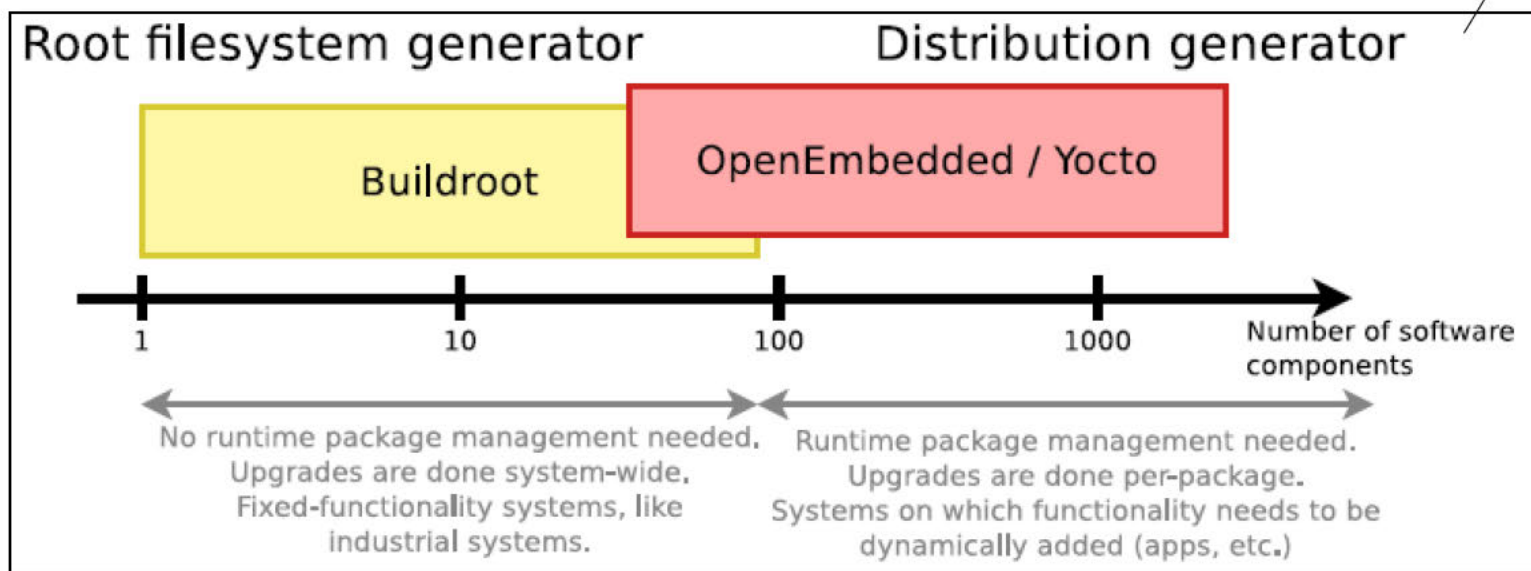 Root filesystem generator
Distribution generator
Buildroot
OpenEmbedded / Yocto
1
10
100
1000
Number of software
components
No runtime package management needed.
Upgrades are done system-wide.
Fixed-functionality systems, like
industrial systems.
Runtime package management needed.
Upgrades are done per-package.
Systems on which functionality needs to be
dynamically added (apps, etc.)